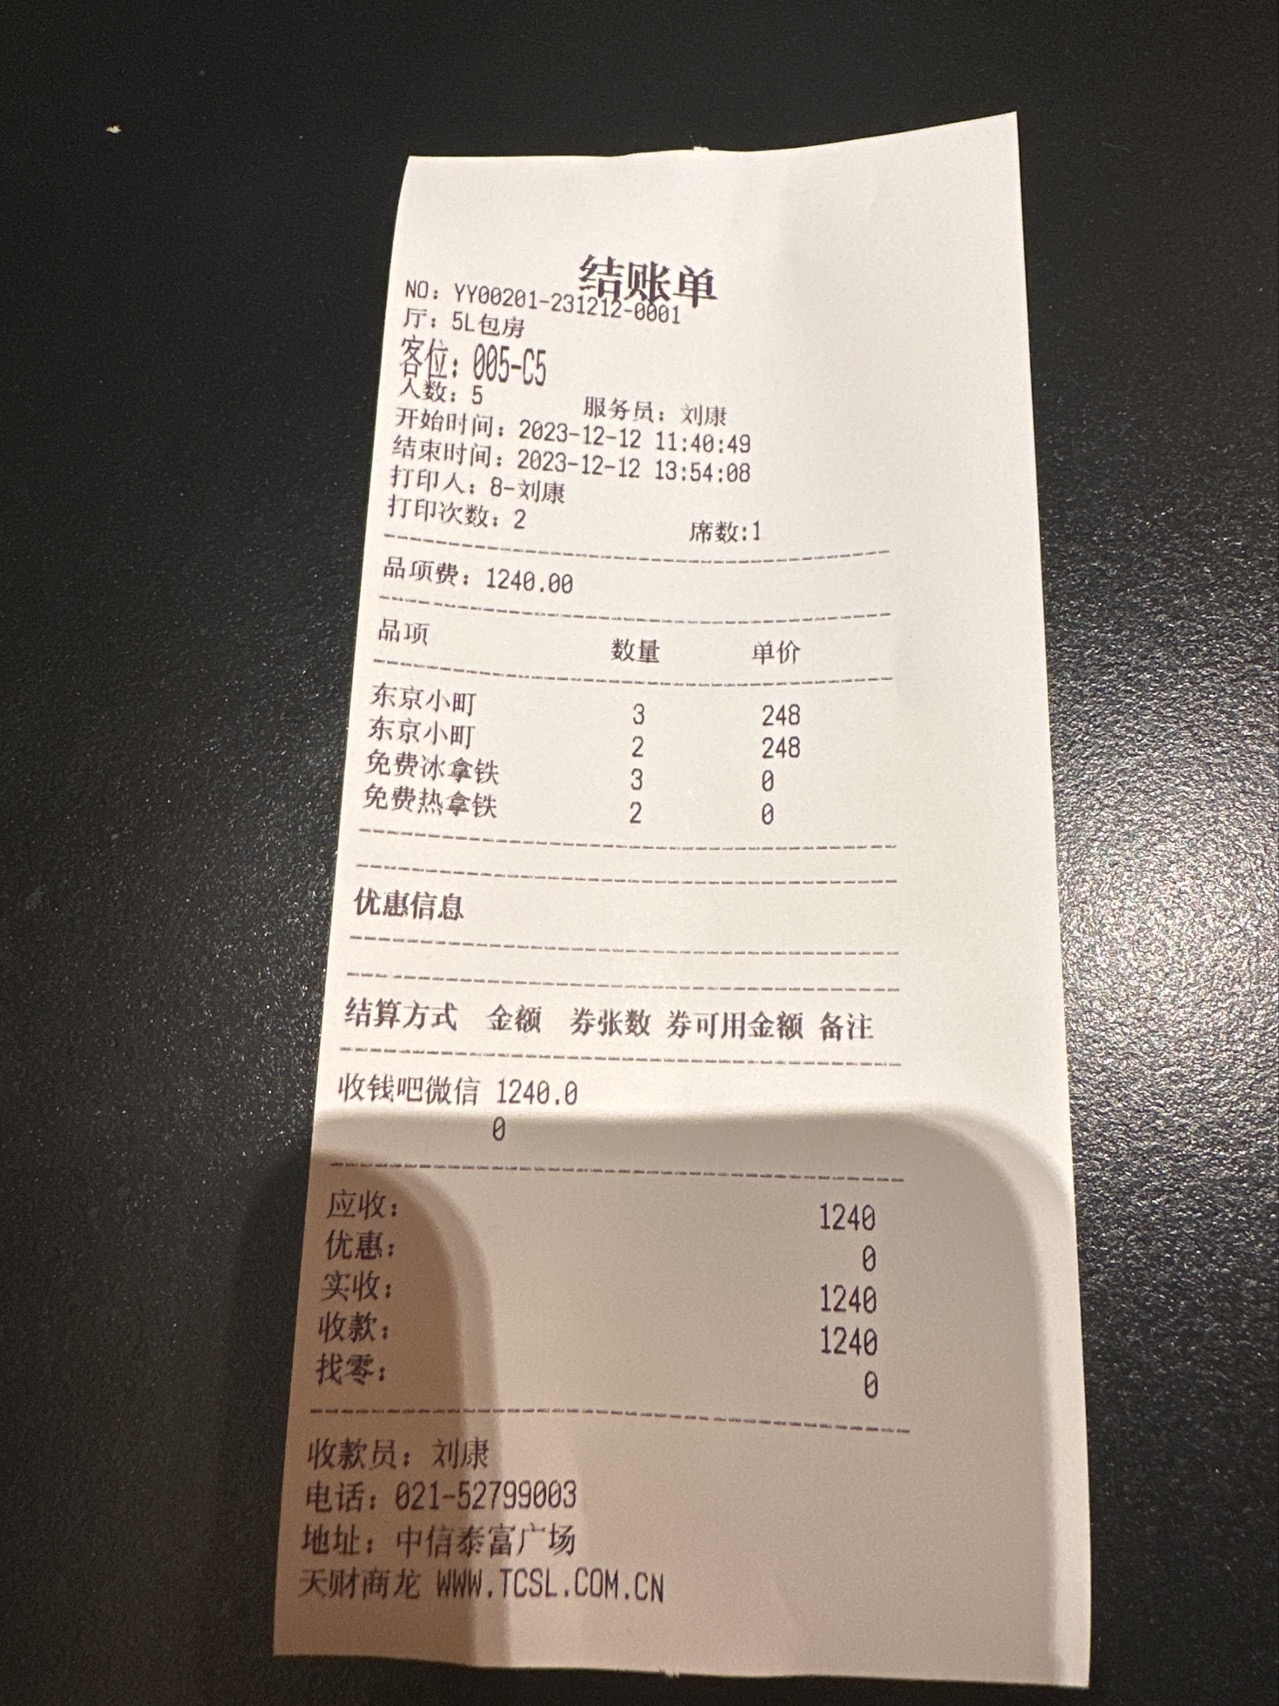 结账单
NO：YY00201-231212-0001
厅：5L包房
客位：005-C5
人数：5 服务员：刘康
开始时间：2023-12-12 11:40:49
结束时间：2023-12-12 13:54:08
打印人：8-刘康
打印次数：2 席数:1
品项费：1240.00
品项 数量 单价
东京小町 3 248
东京小町 2 248
免费冰拿铁 3 0
免费热拿铁 2 0
优惠信息
结算方式 金额 券张数 券可用金额 备注
收钱吧微信 1240.0
0
应收： 1240
优惠： 0
实收： 1240
收款： 1240
找零： 0
收款员：刘康
电话：021-52799003
地址：中信泰富广场
天财商龙 WWW.TCSL.COM.CN